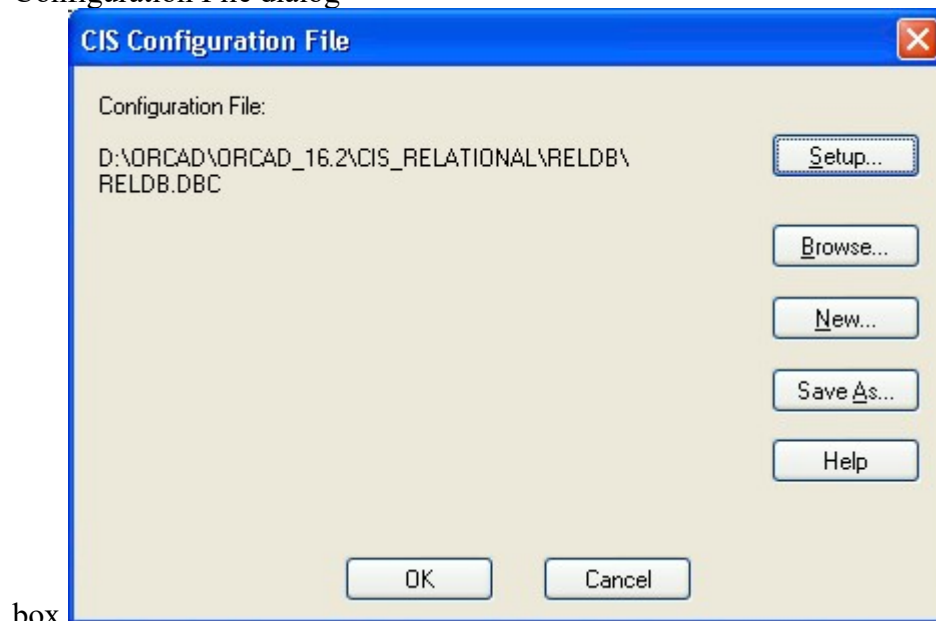 Configuration File dialog
CIS Configuration File
Configuration File:
D:\ORCAD\ORCAD_16.2\CIS_RELATIONAL\RELDB\
RELDB.DBC
Setup...
Browse...
New...
Save As...
Help
OK Cancel
box